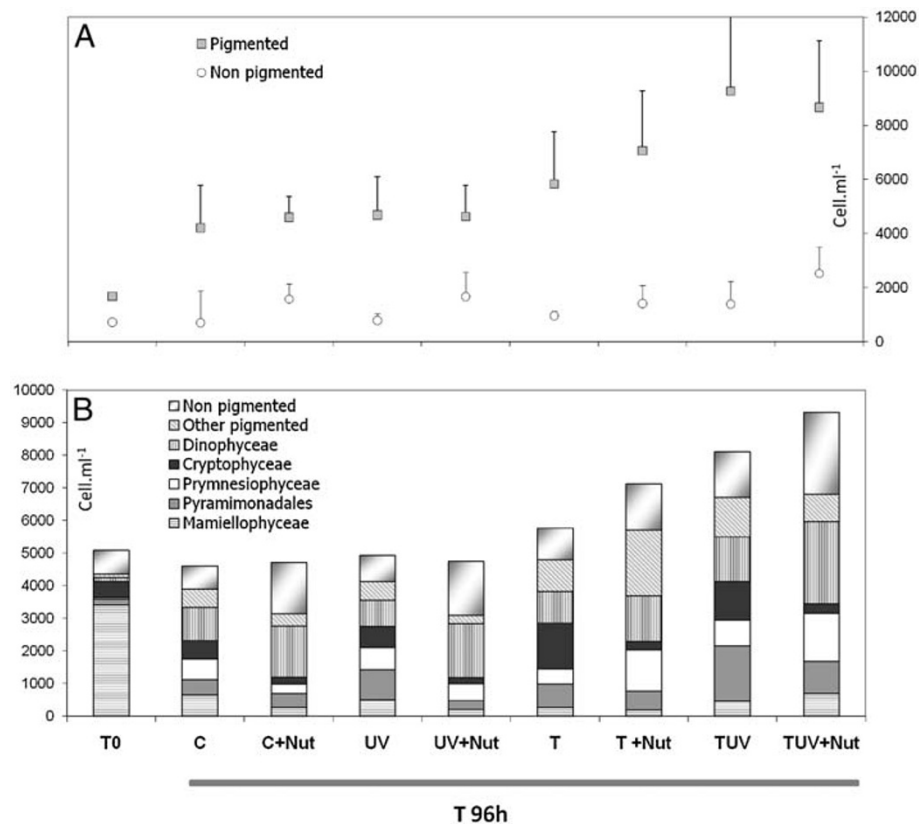 A
Pigmented
Non pigmented
12000
10000
8000
6000
4000
2000
0
Cell.ml-1
B
Non pigmented
Other pigmented
Dinophyceae
Cryptophyceae
Prymnesiophyceae
Pyramimonadales
Mamiellophyceae
Cell.ml-1
10000
9000
8000
7000
6000
5000
4000
3000
2000
1000
0
T0 C C+Nut UV UV+Nut T T +Nut TUV TUV+Nut
T 96h